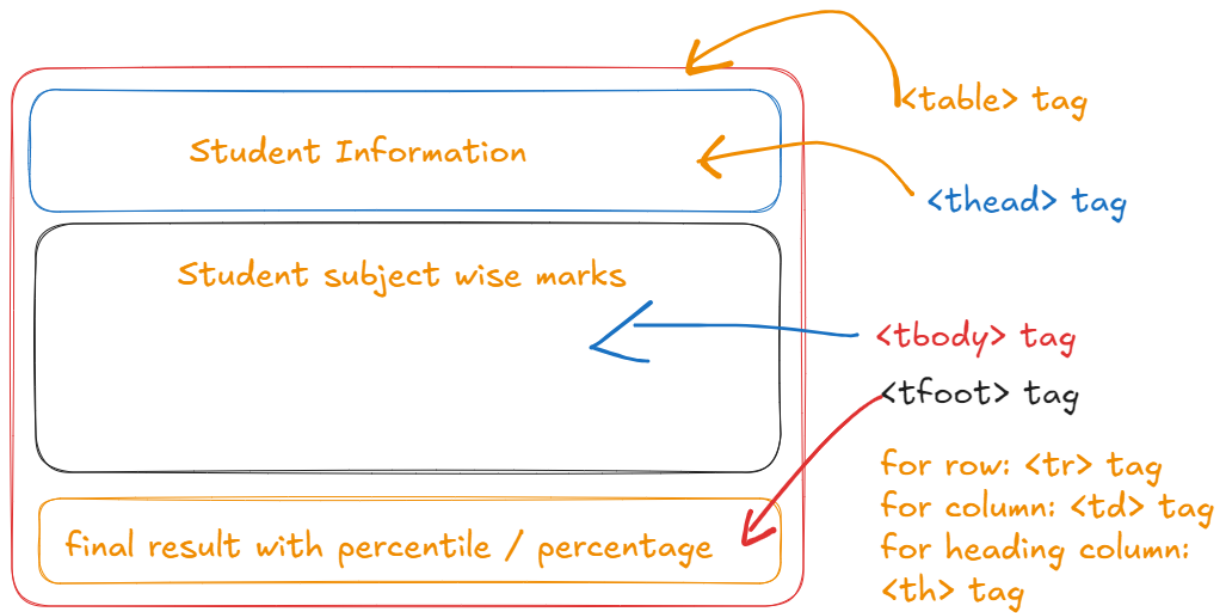 <table> tag
Student Information
<thead> tag
Student subject wise marks
<tbody> tag
<tfoot> tag
for row: <tr> tag
for column: <td> tag
for heading column:
<th> tag
final result with percentile / percentage